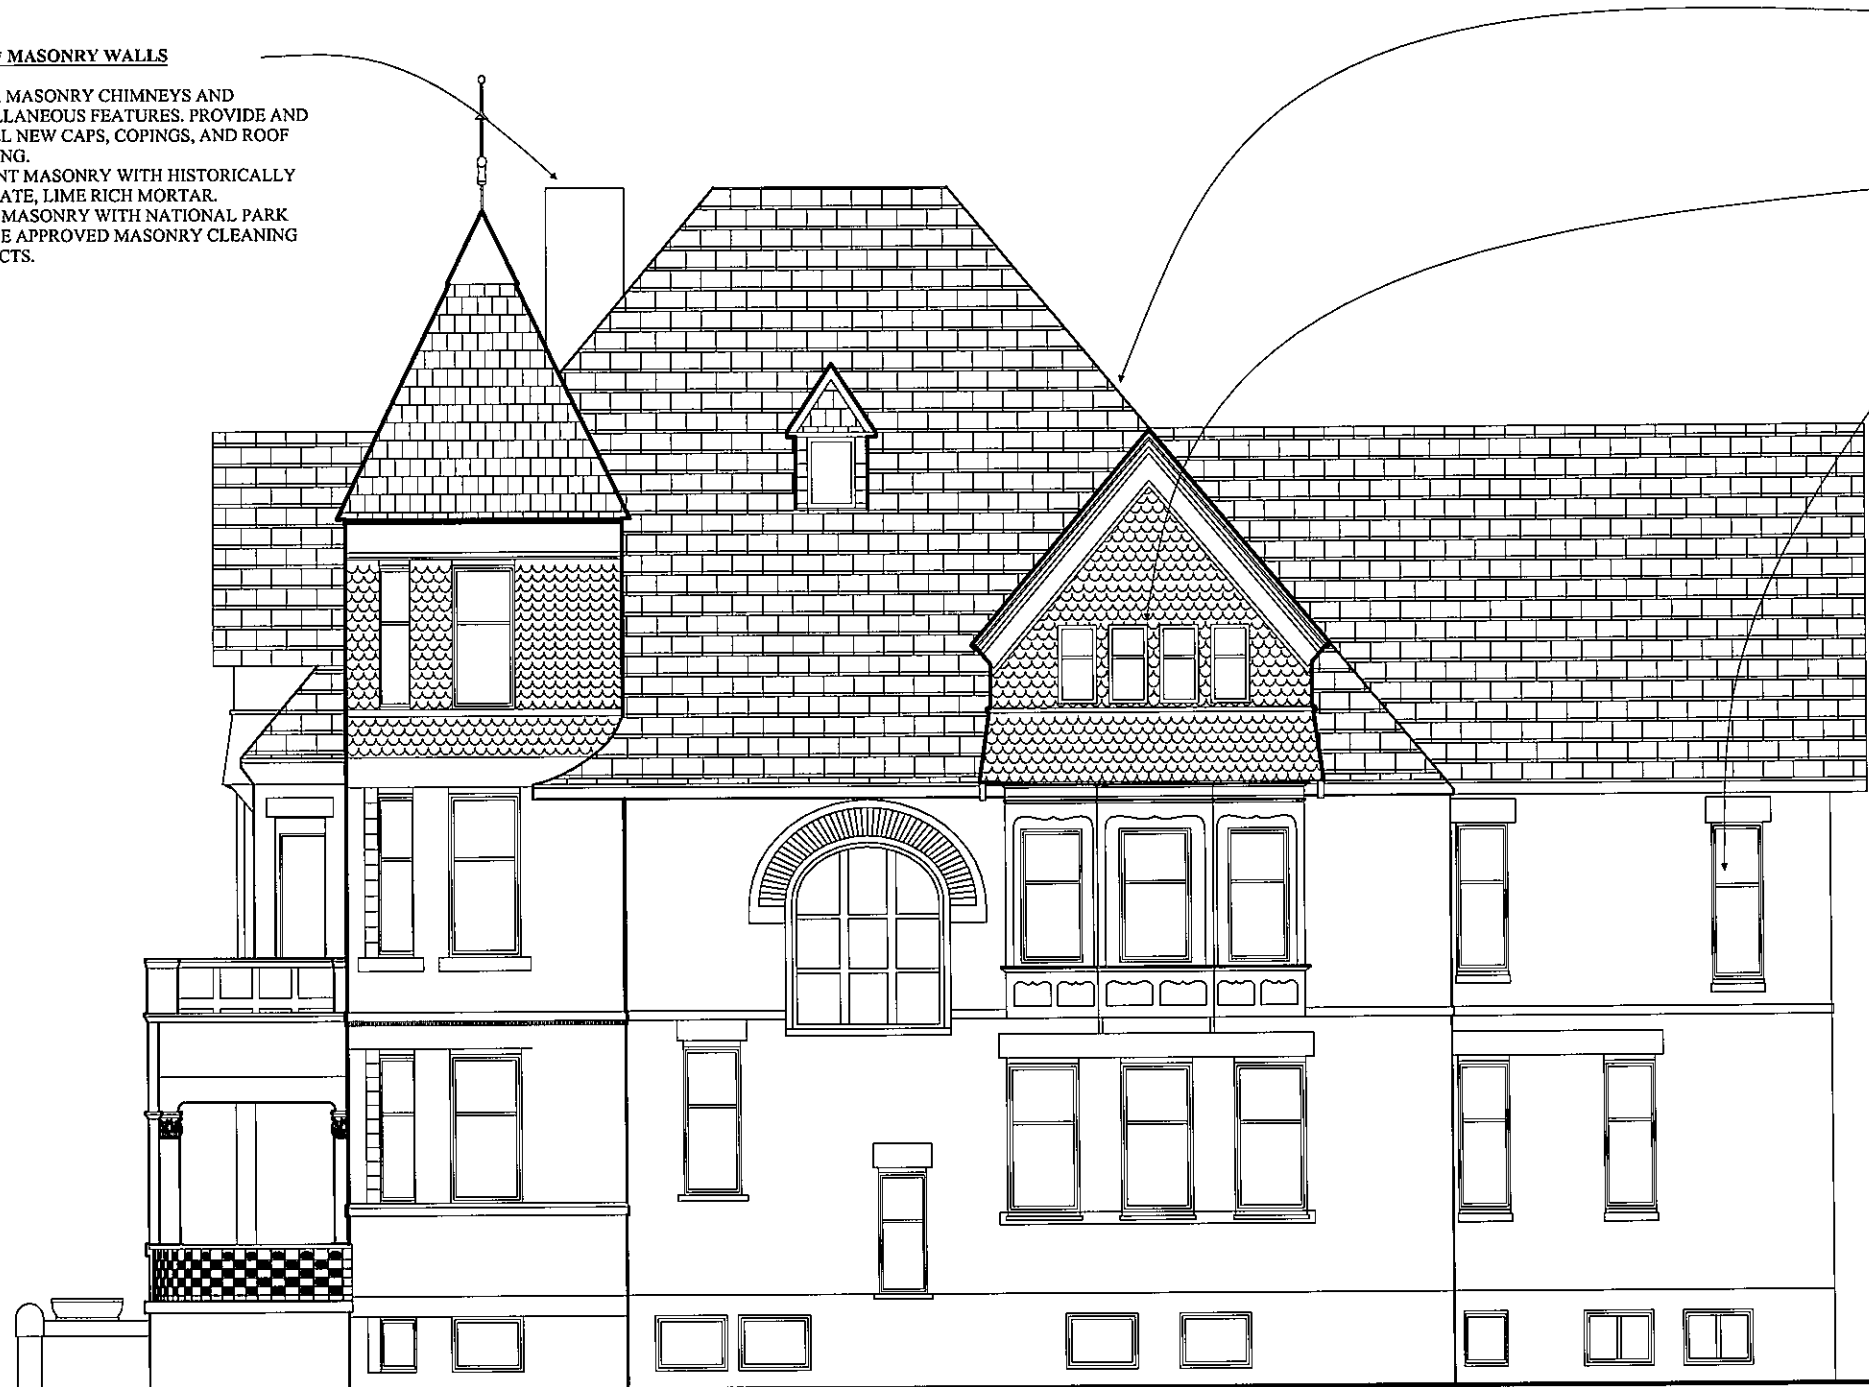 MASONRY WALLS
MASONRY CHIMNEYS AND
LLANEOUS FEATURES. PROVIDE AND
L NEW CAPS, COPINGS, AND ROOF
NG.
NT MASONRY WITH HISTORICALLY
ATE, LIME RICH MORTAR.
MASONRY WITH NATIONAL PARK
E APPROVED MASONRY CLEANING
CTS.